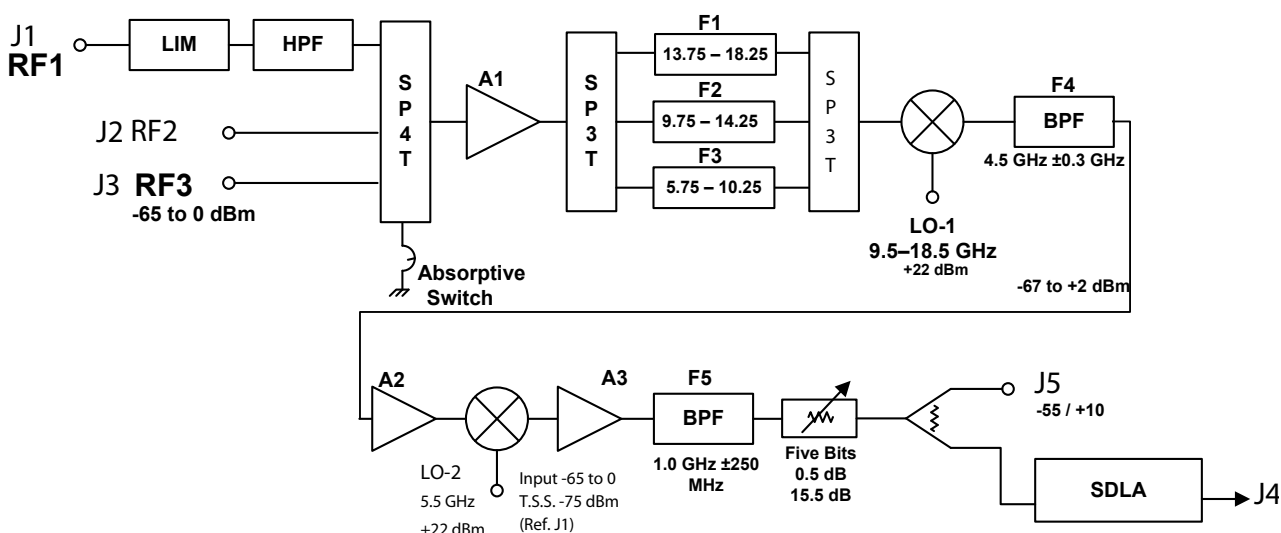 J1
RF1
LIM
HPF
J2 RF2
J3 RF3
-65 to 0 dBm
SP4T
Absorptive
Switch
A1
SP3T
F1
13.75 – 18.25
F2
9.75 – 14.25
F3
5.75 – 10.25
SP3T
LO-1
9.5–18.5 GHz
+22 dBm
F4
BPF
4.5 GHz ±0.3 GHz
-67 to +2 dBm
A2
LO-2
5.5 GHz
+22 dBm
A3
Input -65 to 0
T.S.S. -75 dBm
(Ref. J1)
F5
BPF
1.0 GHz ±250
MHz
Five Bits
0.5 dB
15.5 dB
J5
-55 / +10
SDLA
J4